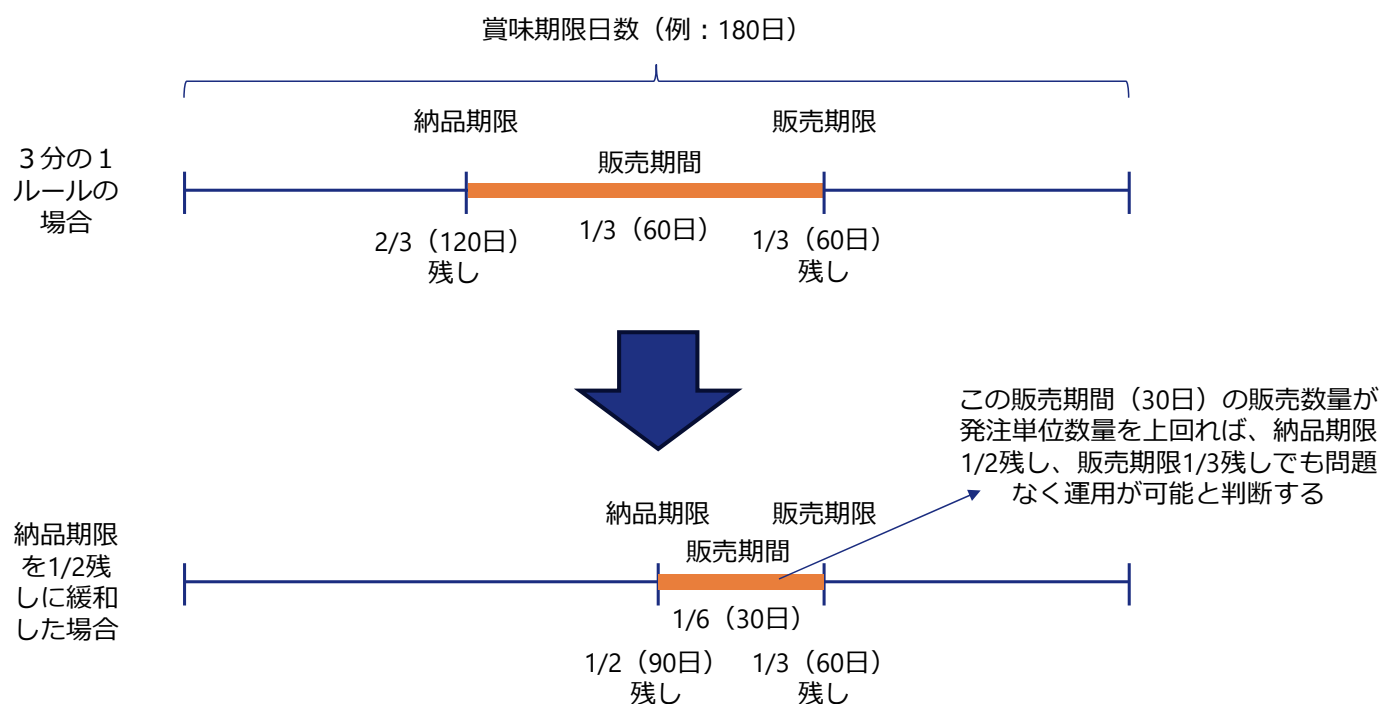 賞味期限日数（例：180日）
納品期限
販売期限
３分の１
ルールの
場合
販売期間
2/3（120日）
残し
1/3（60日）
1/3（60日）
残し
この販売期間（30日）の販売数量が
発注単位数量を上回れば、納品期限
1/2残し、販売期限1/3残しでも問題
なく運用が可能と判断する
納品期限
販売期限
納品期限
を1/2残
しに緩和
した場合
販売期間
1/6（30日）
1/2（90日）
残し
1/3（60日）
残し